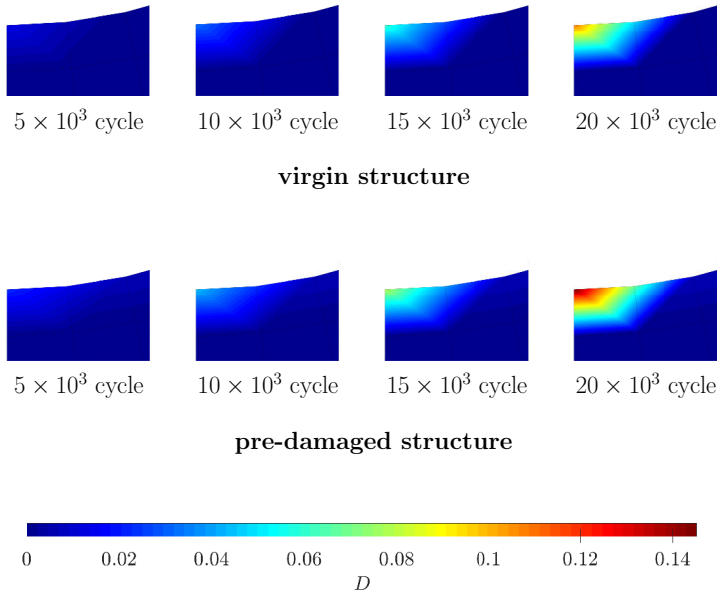 5 × 10³ cycle 10 × 10³ cycle 15 × 10³ cycle 20 × 10³ cycle
virgin structure
5 × 10³ cycle 10 × 10³ cycle 15 × 10³ cycle 20 × 10³ cycle
pre-damaged structure
0 0.02 0.04 0.06 0.08 0.1 0.12 0.14
D